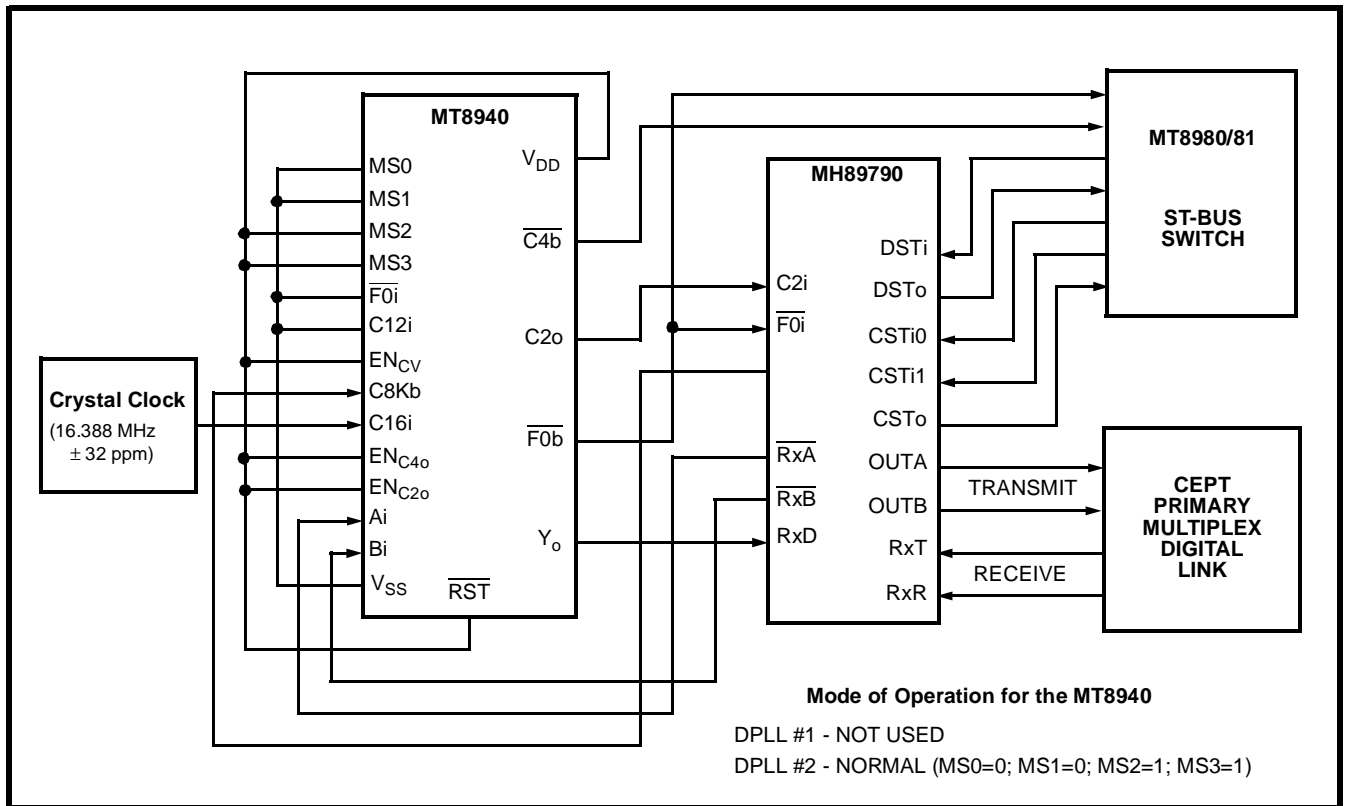 MT8940
MS0
MS1
MS2
MS3
F0i
C12i
ENCV
C8Kb
C16i
ENC4o
ENC2o
Ai
Bi
VSS
RST
VDD
C4b
C2o
F0b
Yo
Crystal Clock
(16.388 MHz
± 32 ppm)
MH89790
C2i
F0i
RxA
RxB
RxD
DSTi
DSTo
CSTi0
CSTi1
CSTo
OUTA
OUTB
RxT
RxR
TRANSMIT
RECEIVE
MT8980/81
ST-BUS
SWITCH
CEPT
PRIMARY
MULTIPLEX
DIGITAL
LINK
Mode of Operation for the MT8940
DPLL #1 - NOT USED
DPLL #2 - NORMAL (MS0=0; MS1=0; MS2=1; MS3=1)